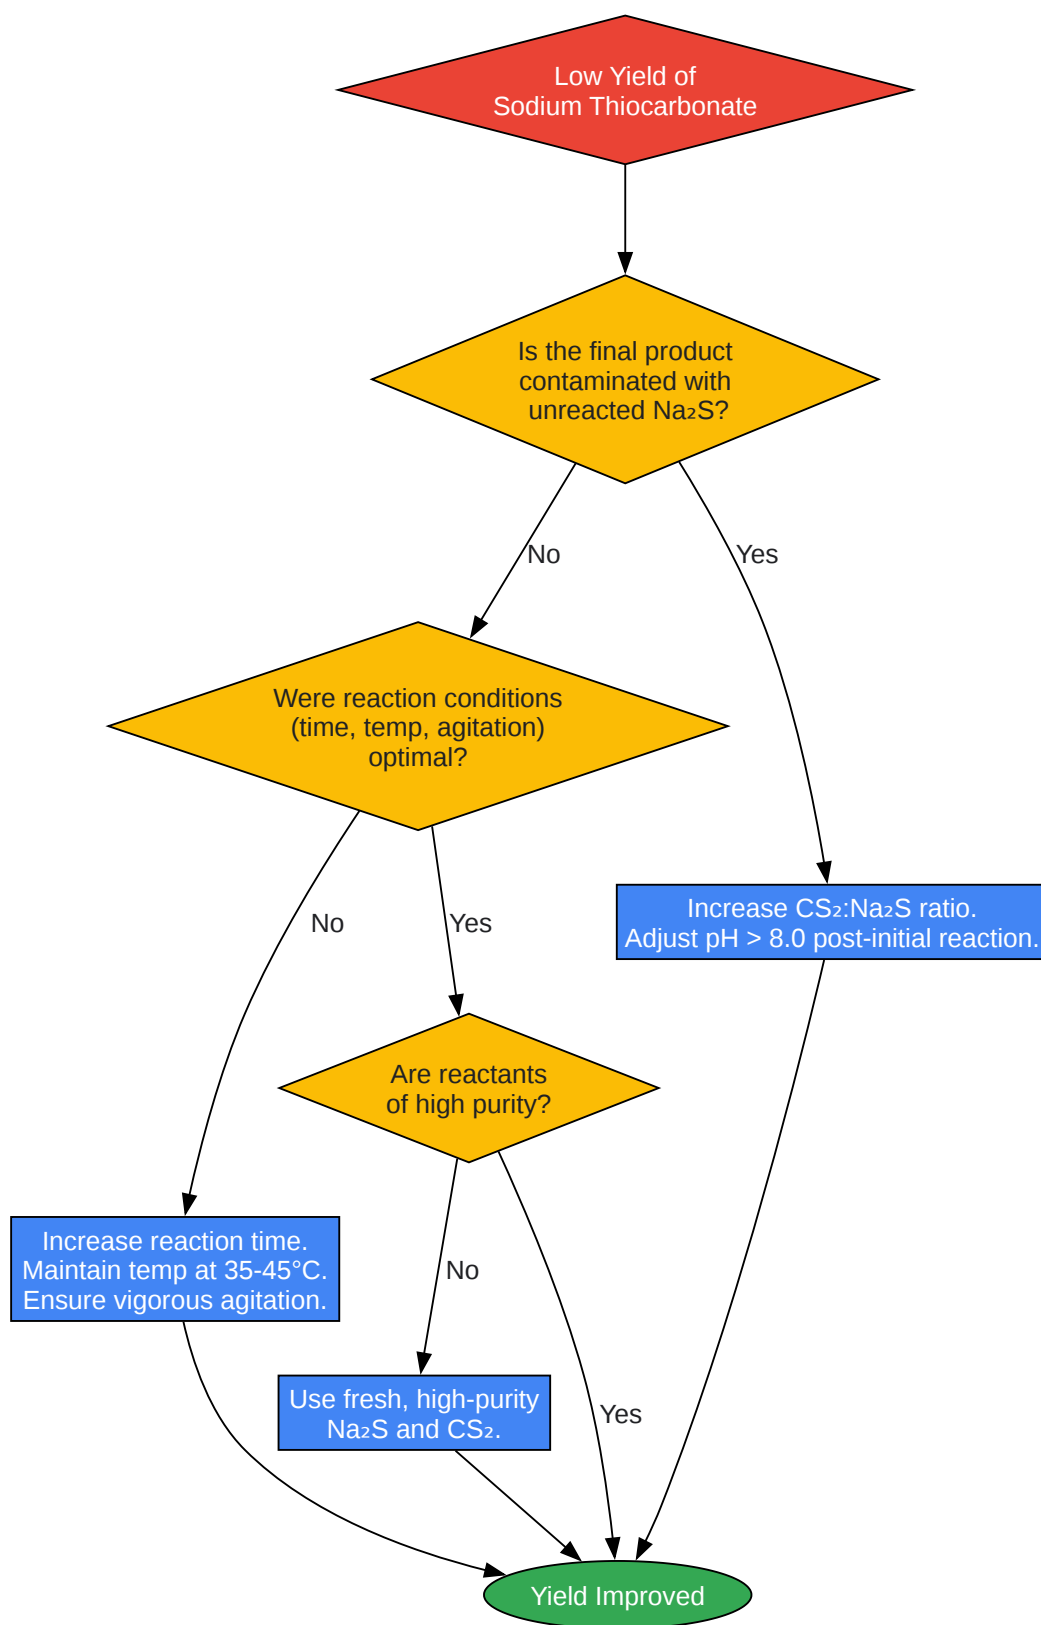 Low Yield of
Sodium Thiocarbonate
Is the final product
contaminated with
unreacted Na₂S?
No
Yes
Were reaction conditions
(time, temp, agitation)
optimal?
No
Yes
Increase CS₂:Na₂S ratio.
Adjust pH > 8.0 post-initial reaction.
Are reactants
of high purity?
Increase reaction time.
Maintain temp at 35-45°C.
Ensure vigorous agitation.
No
Use fresh, high-purity
Na₂S and CS₂.
Yes
Yield Improved